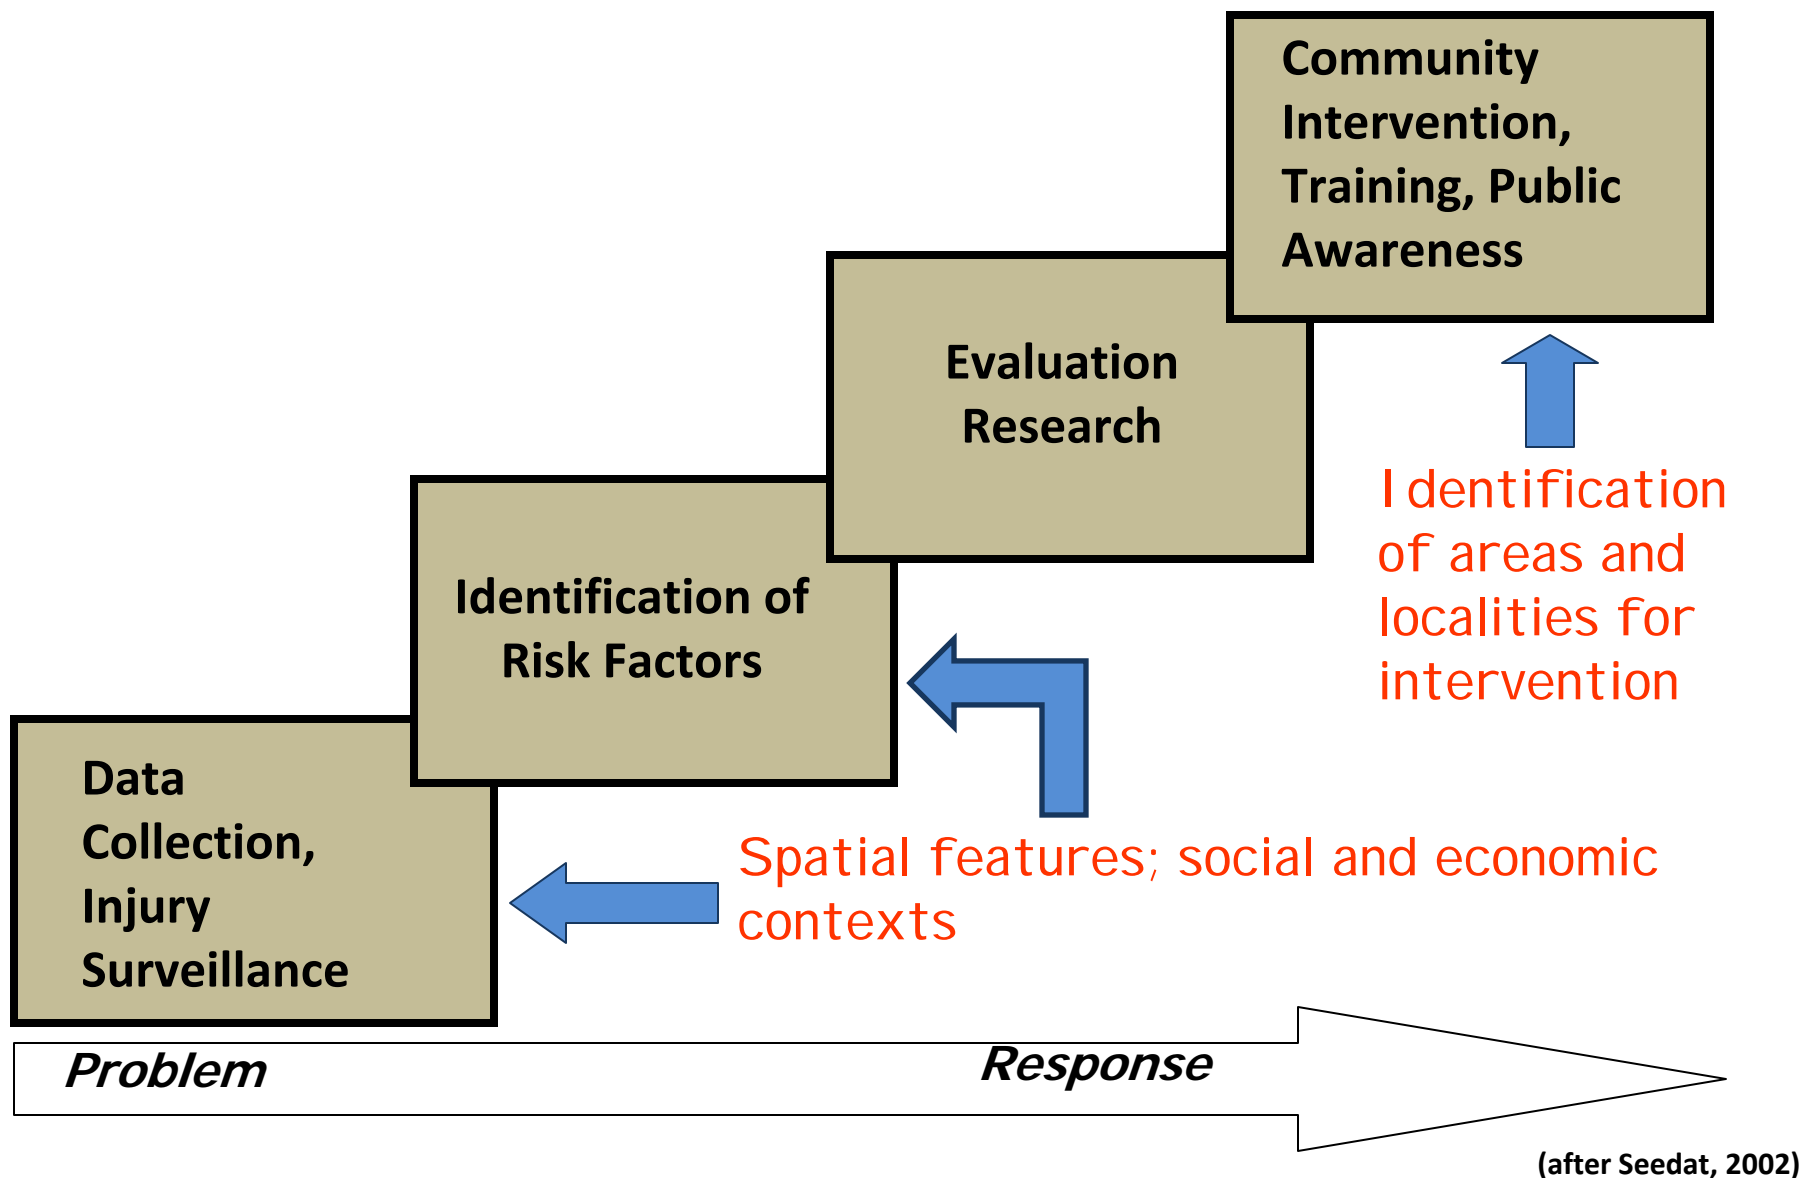 Community
Intervention,
Training, Public
Awareness
Evaluation
Research
Identification
of areas and
localities for
intervention
Identification of
Risk Factors
Data
Collection,
Injury
Surveillance
Spatial features; social and economic
contexts
Problem
Response
(after Seedat, 2002)